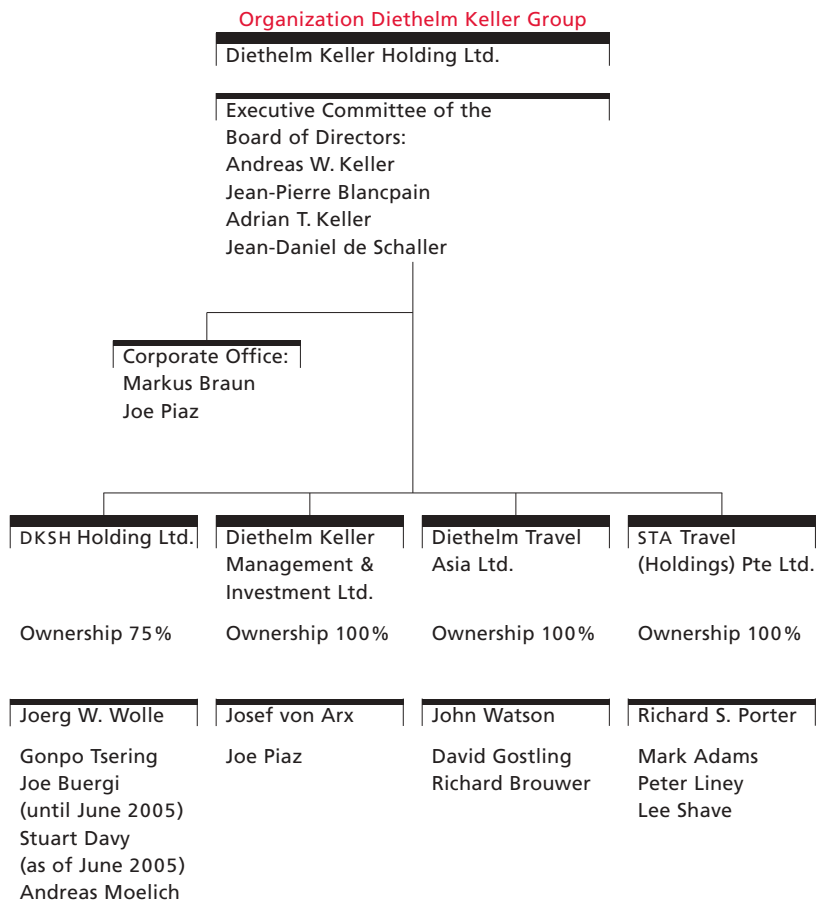 Organization Diethelm Keller Group
Diethelm Keller Holding Ltd.
Executive Committee of the
Board of Directors:
Andreas W. Keller
Jean-Pierre Blancpain
Adrian T. Keller
Jean-Daniel de Schaller
Corporate Office:
Markus Braun
Joe Piaz
DKSH Holding Ltd.
Ownership 75%
Joerg W. Wolle
Gonpo Tsering
Joe Buergi
(until June 2005)
Stuart Davy
(as of June 2005)
Andreas Moelich
Diethelm Keller
Management &
Investment Ltd.
Ownership 100%
Josef von Arx
Joe Piaz
Diethelm Travel
Asia Ltd.
Ownership 100%
John Watson
David Gostling
Richard Brouwer
STA Travel
(Holdings) Pte Ltd.
Ownership 100%
Richard S. Porter
Mark Adams
Peter Liney
Lee Shave